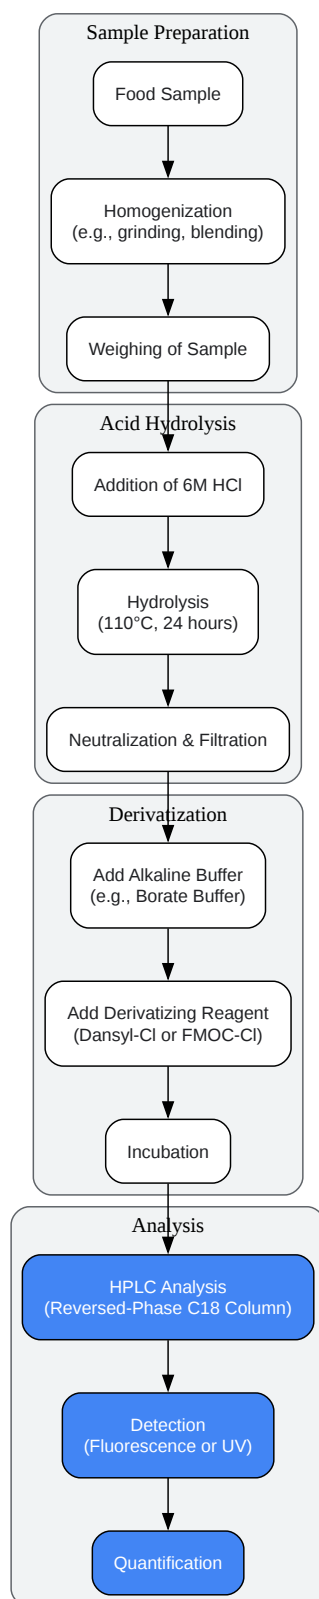 Sample Preparation
Food Sample
Homogenization
(e.g., grinding, blending)
Weighing of Sample
Acid Hydrolysis
Addition of 6M HCl
Hydrolysis
(110°C, 24 hours)
Neutralization & Filtration
Derivatization
Add Alkaline Buffer
(e.g., Borate Buffer)
Add Derivatizing Reagent
(Dansyl-Cl or FMOC-Cl)
Incubation
Analysis
HPLC Analysis
(Reversed-Phase C18 Column)
Detection
(Fluorescence or UV)
Quantification